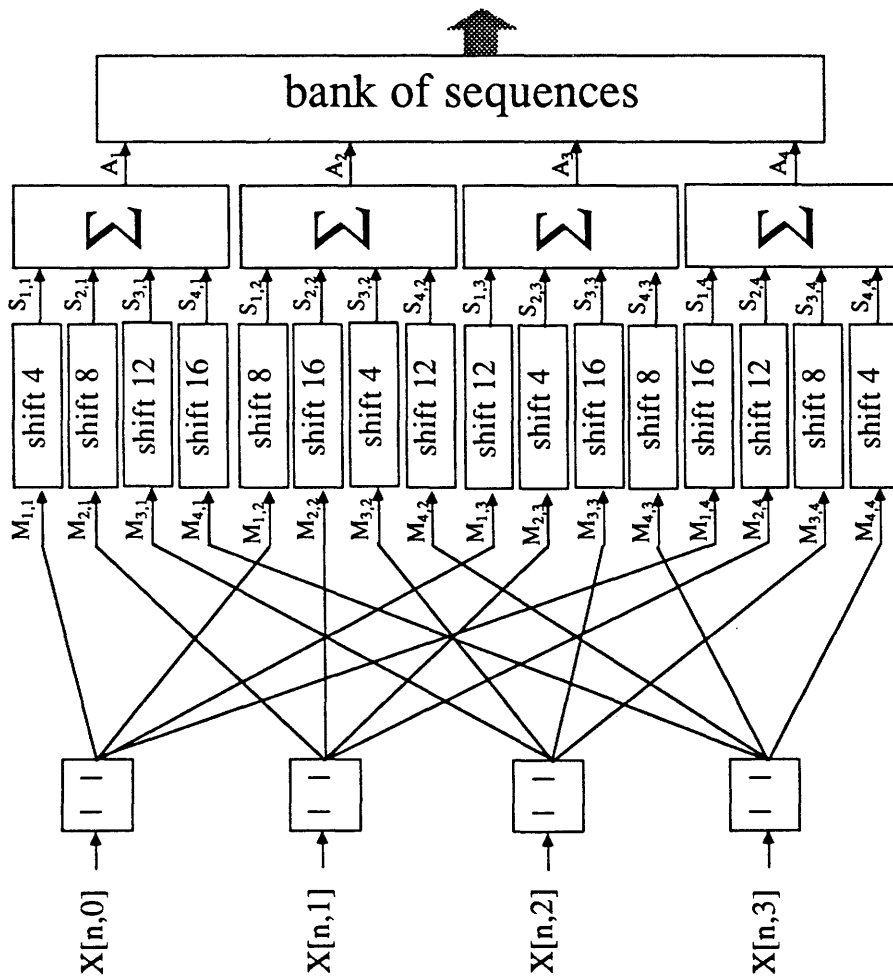 bank of sequences
A₁
A₂
A₃
A₄
Σ
Σ
Σ
Σ
S₁,₁
S₂,₁
S₃,₁
S₄,₁
S₁,₂
S₂,₂
S₃,₂
S₄,₂
S₁,₃
S₂,₃
S₃,₃
S₄,₃
S₁,₄
S₂,₄
S₃,₄
S₄,₄
shift 4
shift 8
shift 12
shift 16
shift 8
shift 16
shift 4
shift 12
shift 12
shift 4
shift 16
shift 8
shift 16
shift 12
shift 8
shift 4
M₁,₁
M₂,₁
M₃,₁
M₄,₁
M₁,₂
M₂,₂
M₃,₂
M₄,₂
M₁,₃
M₂,₃
M₃,₃
M₄,₃
M₁,₄
M₂,₄
M₃,₄
M₄,₄
| |
| |
| |
| |
X[n,0]
X[n,1]
X[n,2]
X[n,3]